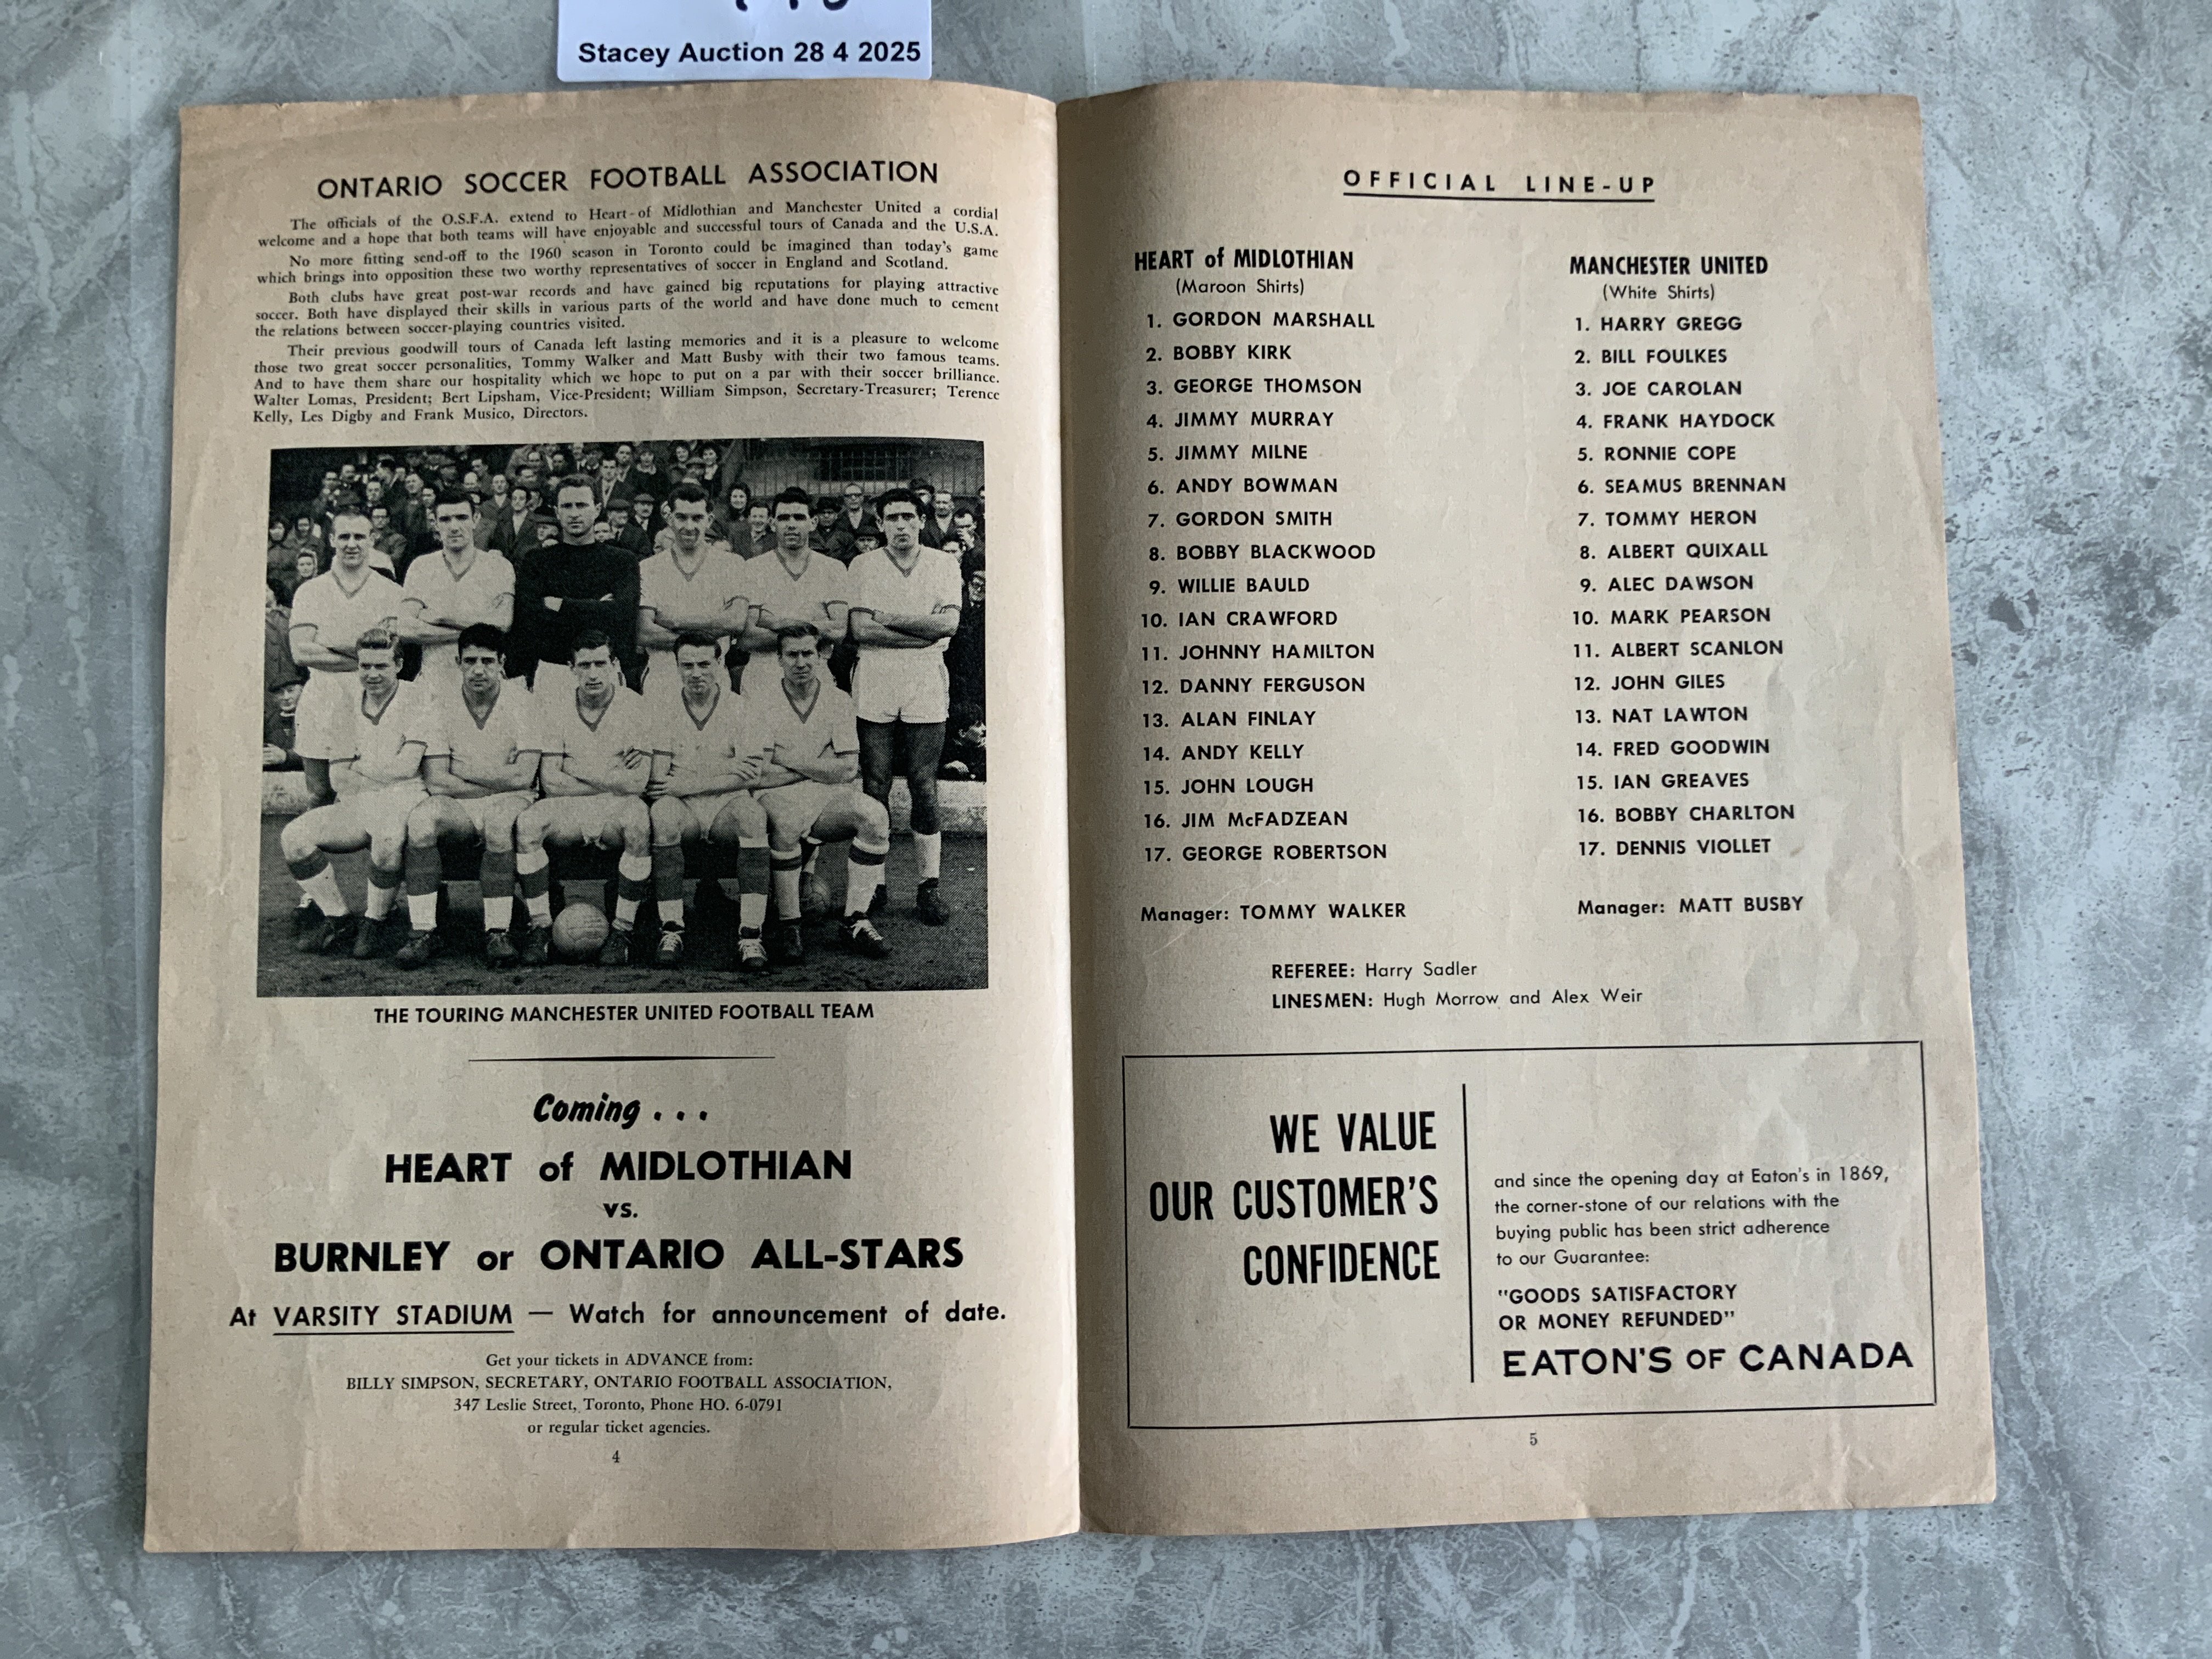 Stacey Auction 28 4 2025
ONTARIO SOCCER FOOTBALL ASSOCIATION
The officials of the O.S.F.A. extend to Heart-of Midlothian and Manchester United a cordial
welcome and a hope that both teams will have enjoyable and successful tours of Canada and the U.S.A.
No more fitting send-off to the 1960 season in Toronto could be imagined than today's game
which brings into opposition these two worthy representatives of soccer in England and Scotland.
Both clubs have great post-war records and have gained big reputations for playing attractive
soccer. Both have displayed their skills in various parts of the world and have done much to cement
the relations between soccer-playing countries visited.
Their previous goodwill tours of Canada left lasting memories and it is a pleasure to welcome
those two great soccer personalities, Tommy Walker and Matt Busby with their two famous teams.
And to have them share our hospitality which we hope to put on a par with their soccer brilliance.
Walter Lomas, President; Bert Lipsham, Vice-President; William Simpson, Secretary-Treasurer; Terence
Kelly, Les Digby and Frank Musico, Directors.
THE TOURING MANCHESTER UNITED FOOTBALL TEAM
Coming . . .
HEART of MIDLOTHIAN
vs.
BURNLEY or ONTARIO ALL-STARS
At VARSITY STADIUM — Watch for announcement of date.
Get your tickets in ADVANCE from:
BILLY SIMPSON, SECRETARY, ONTARIO FOOTBALL ASSOCIATION,
347 Leslie Street, Toronto, Phone HO. 6-0791
or regular ticket agencies.
4
OFFICIAL LINE-UP
HEART of MIDLOTHIAN
(Maroon Shirts)
1. GORDON MARSHALL
2. BOBBY KIRK
3. GEORGE THOMSON
4. JIMMY MURRAY
5. JIMMY MILNE
6. ANDY BOWMAN
7. GORDON SMITH
8. BOBBY BLACKWOOD
9. WILLIE BAULD
10. IAN CRAWFORD
11. JOHNNY HAMILTON
12. DANNY FERGUSON
13. ALAN FINLAY
14. ANDY KELLY
15. JOHN LOUGH
16. JIM McFADZEAN
17. GEORGE ROBERTSON
Manager: TOMMY WALKER
MANCHESTER UNITED
(White Shirts)
1. HARRY GREGG
2. BILL FOULKES
3. JOE CAROLAN
4. FRANK HAYDOCK
5. RONNIE COPE
6. SEAMUS BRENNAN
7. TOMMY HERON
8. ALBERT QUIXALL
9. ALEC DAWSON
10. MARK PEARSON
11. ALBERT SCANLON
12. JOHN GILES
13. NAT LAWTON
14. FRED GOODWIN
15. IAN GREAVES
16. BOBBY CHARLTON
17. DENNIS VIOLLET
Manager: MATT BUSBY
REFEREE: Harry Sadler
LINESMEN: Hugh Morrow and Alex Weir
WE VALUE
OUR CUSTOMER'S
CONFIDENCE
and since the opening day at Eaton's in 1869,
the corner-stone of our relations with the
buying public has been strict adherence
to our Guarantee:
"GOODS SATISFACTORY
OR MONEY REFUNDED"
EATON'S OF CANADA
5